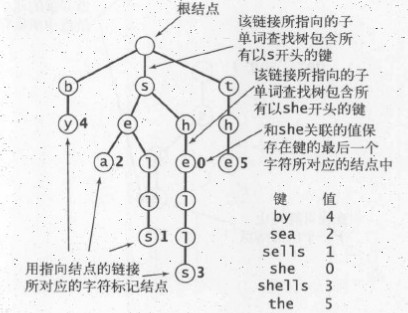 根结点
该链接所指向的子
单词查找树包含所
有以s开头的键
该链接所指向的子
单词查找树包含所
有以she开头的键
b
s
t
y 4
e
h
h
和she关联的值保
存在键的最后一个
字符所对应的结点中
a 2
l
e 0
e 5
l
l
s 1
l
s 3
用指向结点的链接
所对应的字符标记结点
键 值
by 4
sea 2
sells 1
she 0
shells 3
the 5